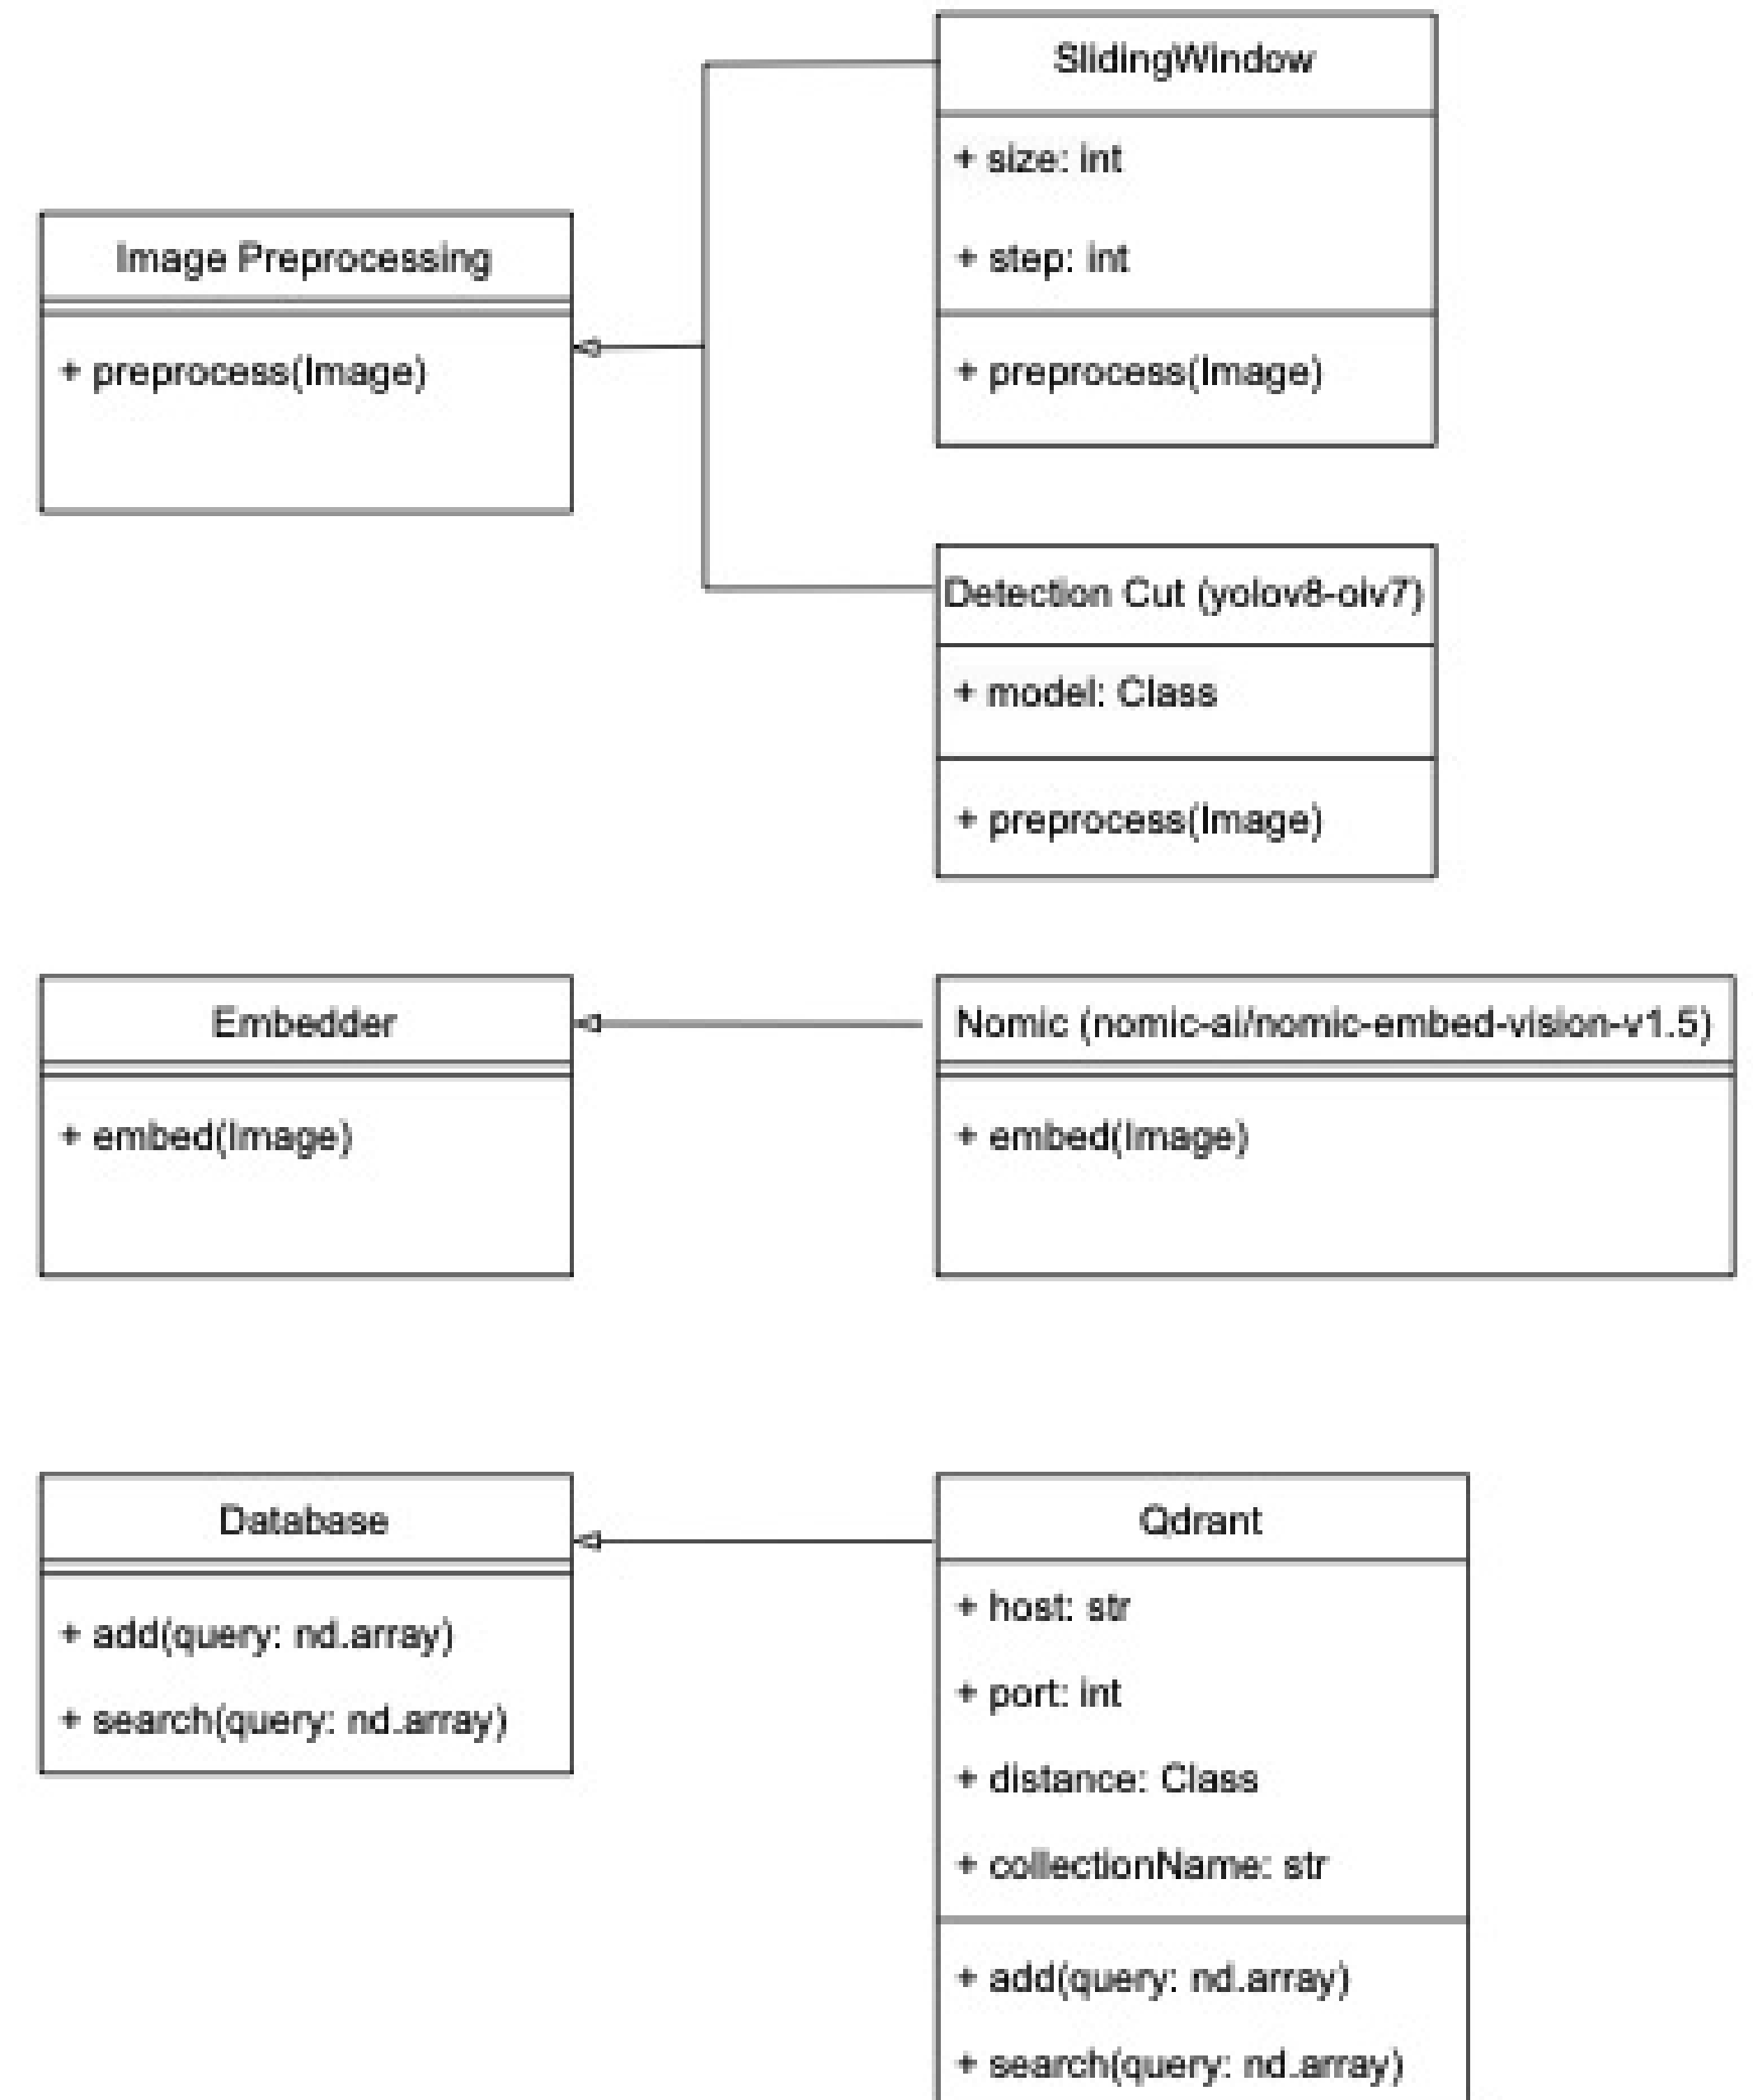 SlidingWindow
+ size: int
+ step: int
+ preprocess(Image)
Image Preprocessing
+ preprocess(Image)
Detection Cut (yolov8-oiv7)
+ model: Class
+ preprocess(Image)
Embedder
+ embed(Image)
Nomic (nomic-ai/nomic-embed-vision-v1.5)
+ embed(Image)
Database
+ add(query: nd.array)
+ search(query: nd.array)
Qdrant
+ host: str
+ port: int
+ distance: Class
+ collectionName: str
+ add(query: nd.array)
+ search(query: nd.array)